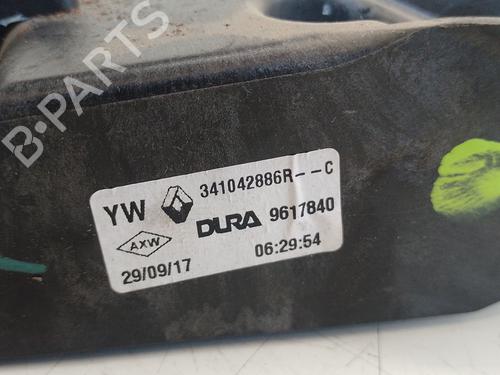 B-PARTS
YW 341042886R--C
DURA 9617840
AXW
29/09/17 06:29:54